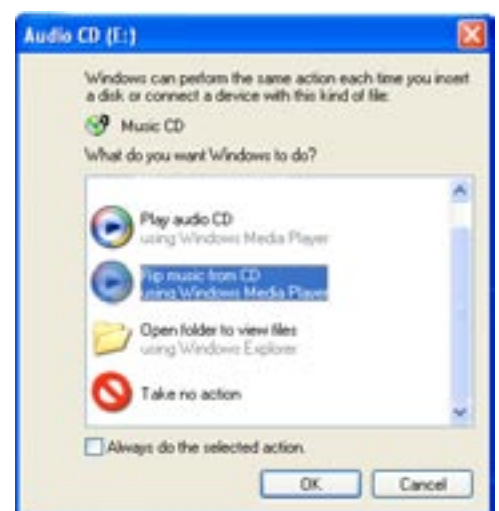 Audio CD (E:)
Windows can perform the same action each time you insert
a disk or connect a device with this kind of file:
Music CD
What do you want Windows to do?
Play audio CD
using Windows Media Player
Rip music from CD
using Windows Media Player
Open folder to view files
using Windows Explorer
Take no action
Always do the selected action.
OK
Cancel